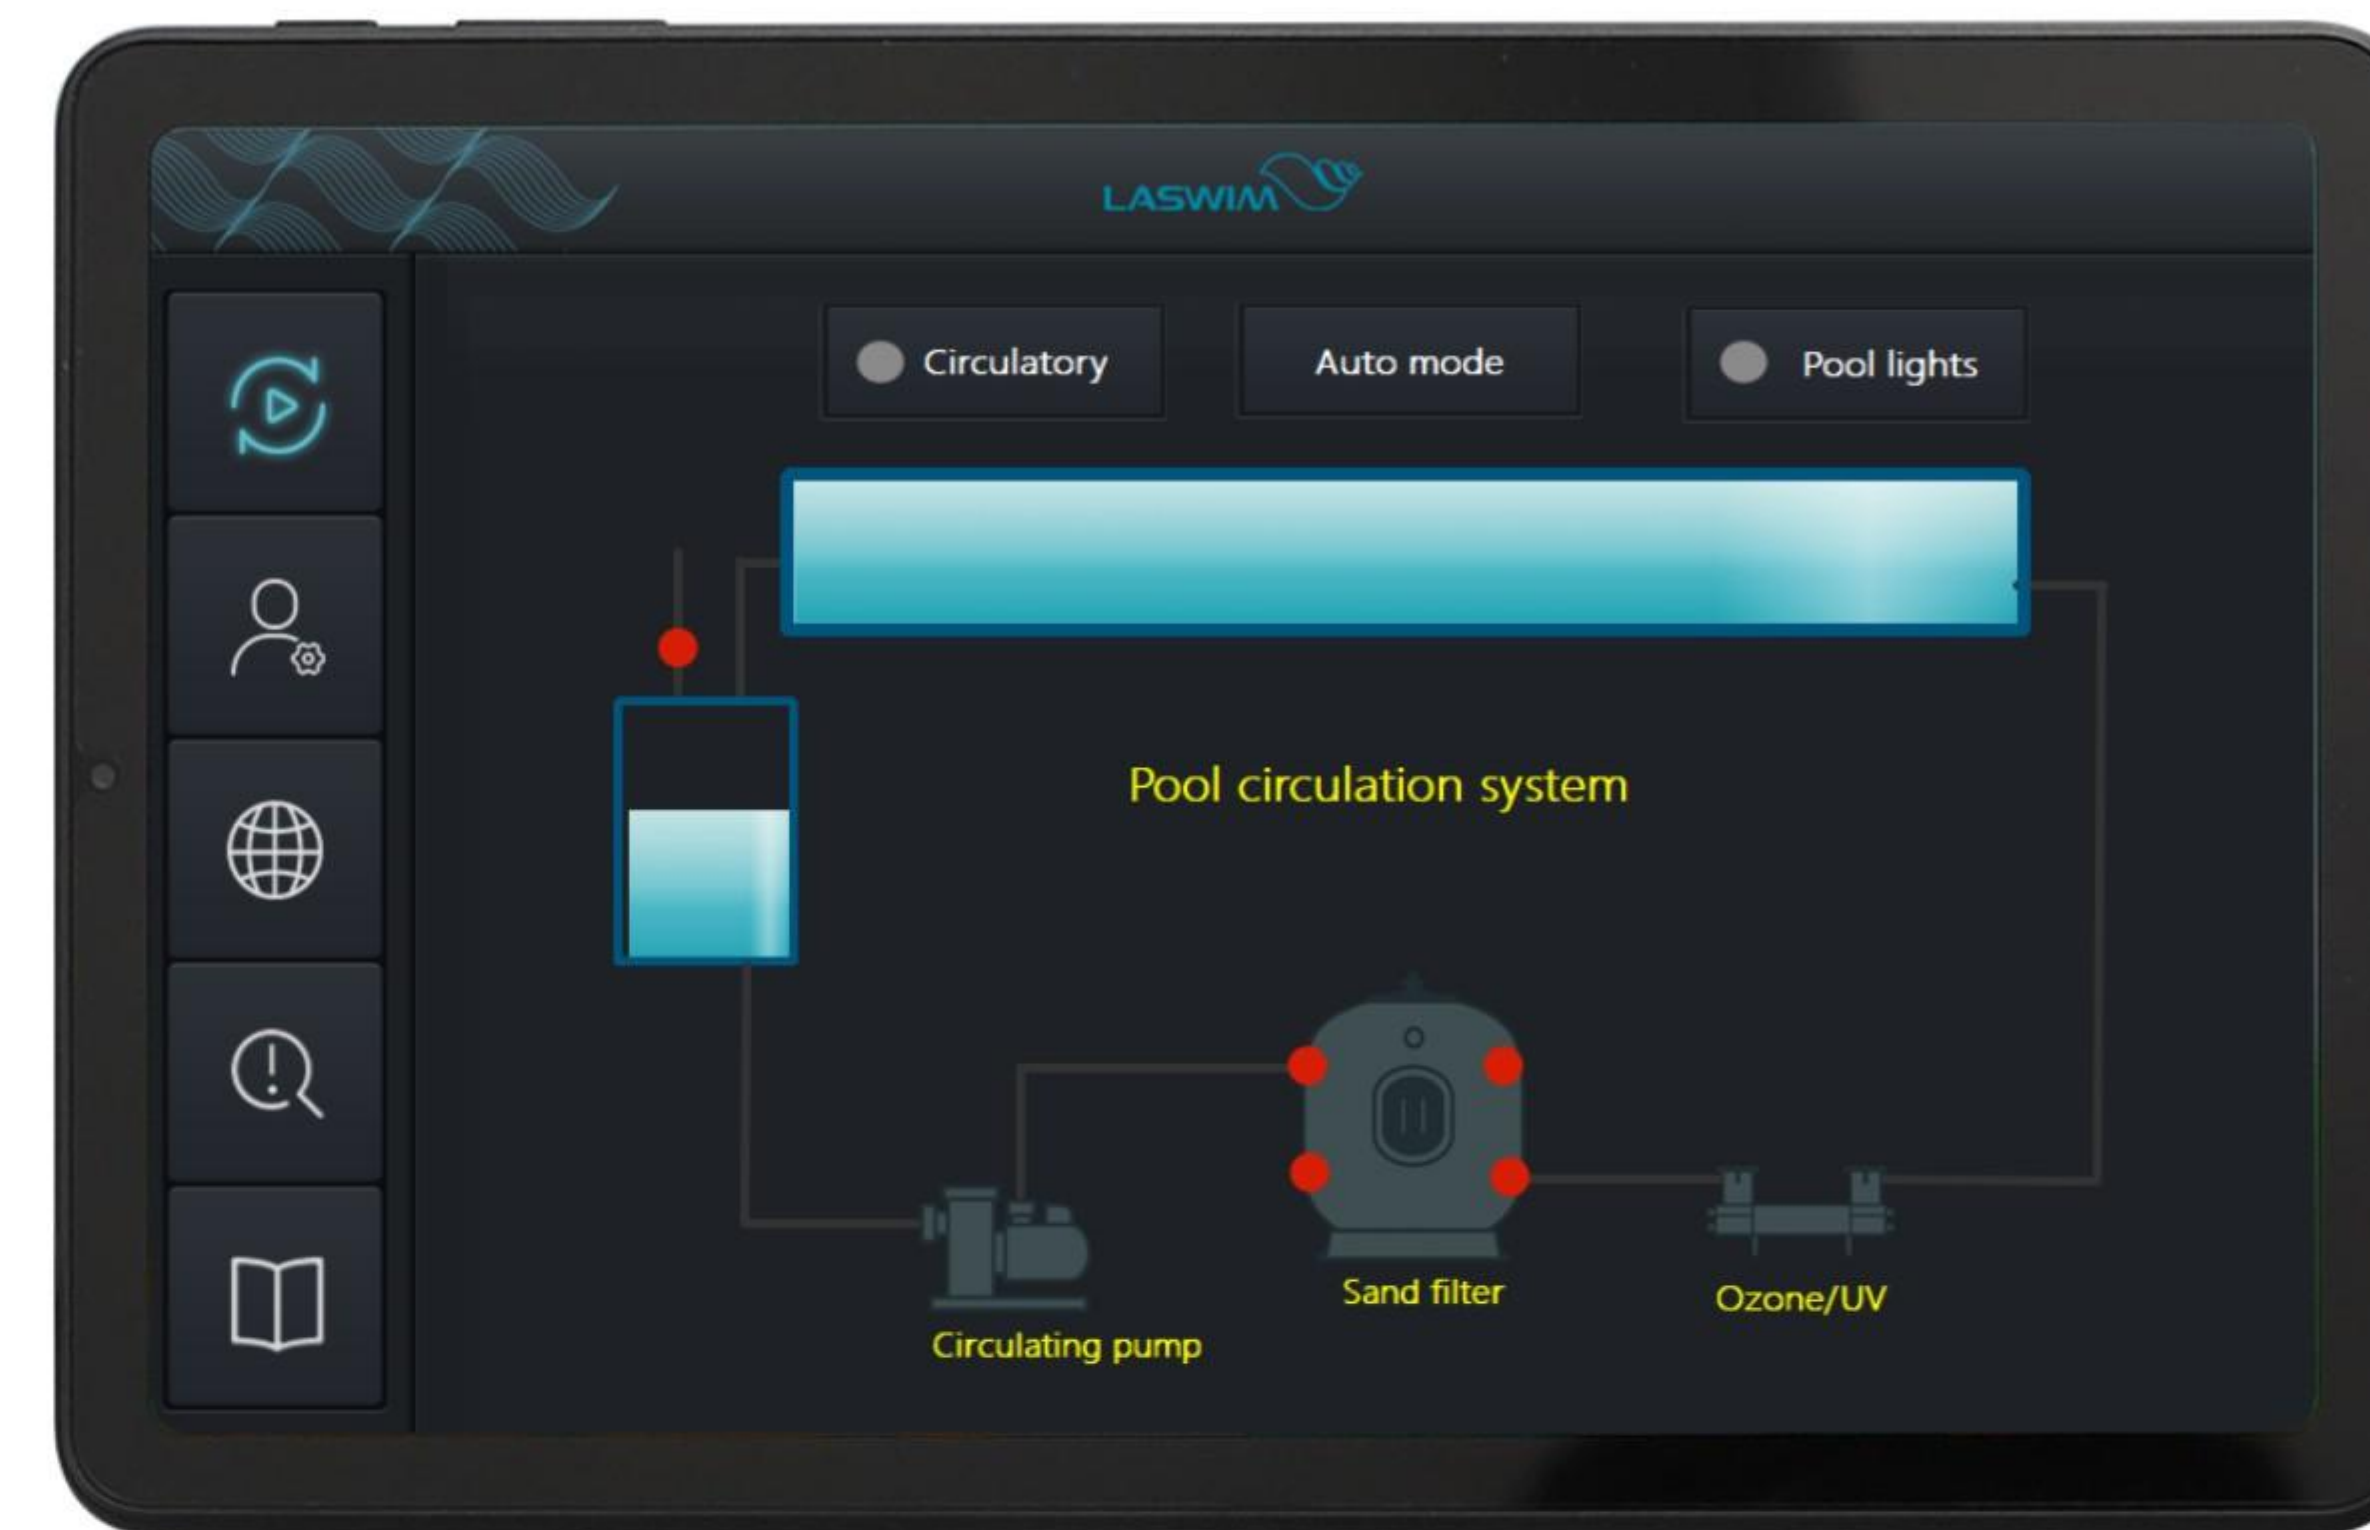 LASWIM
Circulatory
Auto mode
Pool lights
Pool circulation system
Sand filter
Ozone/UV
Circulating pump